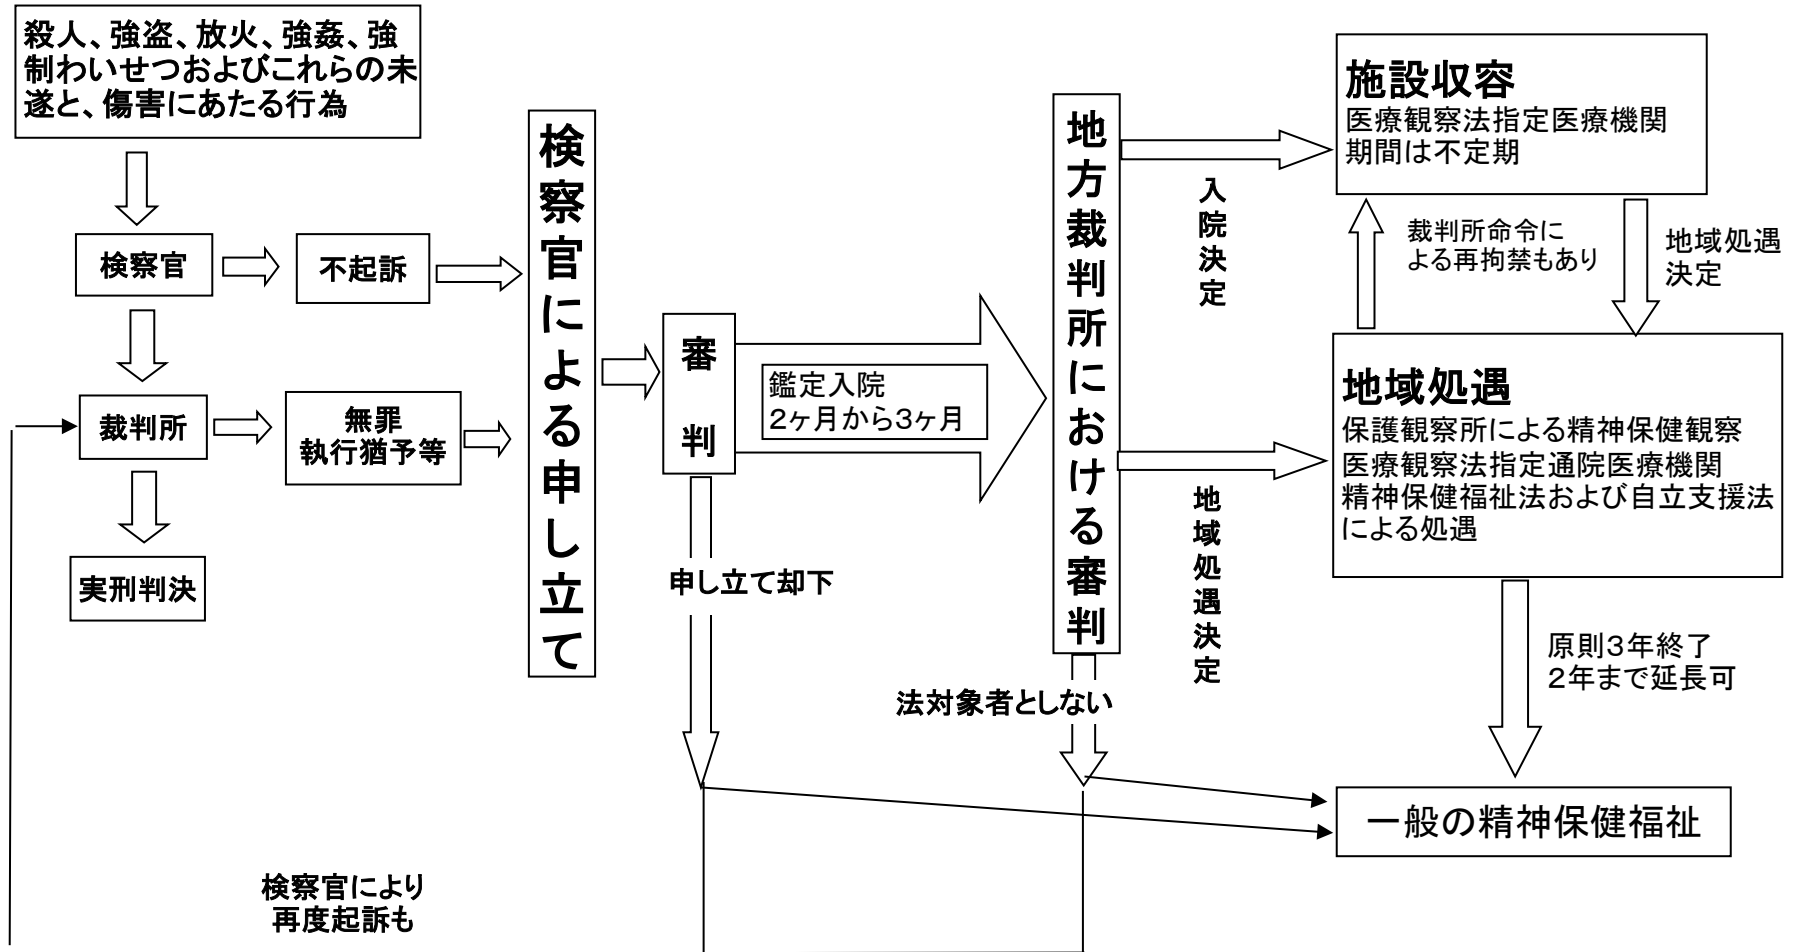 殺人、強盗、放火、強姦、強
制わいせつおよびこれらの未
遂と、傷害にあたる行為
検察官
不起訴
裁判所
無罪
執行猶予等
実刑判決
検察官による申し立て
審判
鑑定入院
2ヶ月から3ヶ月
申し立て却下
地方裁判所における審判
法対象者としない
入院決定
地域処遇決定
施設収容
医療観察法指定医療機関
期間は不定期
裁判所命令に
よる再拘禁もあり
地域処遇
決定
地域処遇
保護観察所による精神保健観察
医療観察法指定通院医療機関
精神保健福祉法および自立支援法
による処遇
原則3年終了
2年まで延長可
一般の精神保健福祉
検察官により
再度起訴も